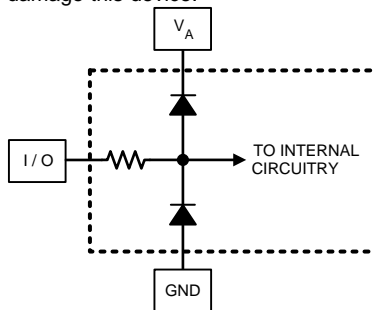 damage this device.
V_A
I / O
TO INTERNAL
CIRCUITRY
GND